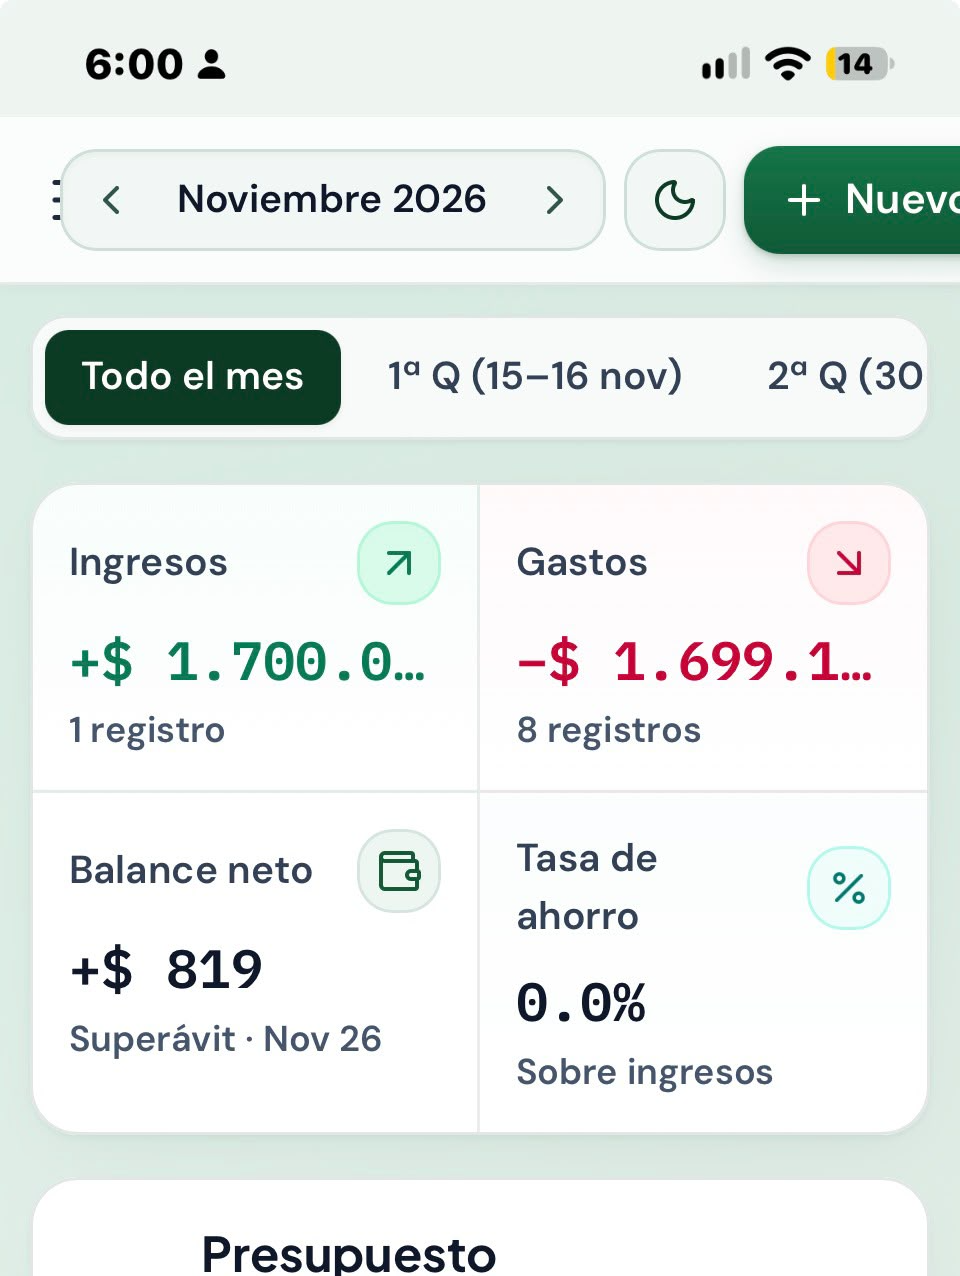 6:00
14
Noviembre 2026
+ Nuevo
Todo el mes
1ª Q (15–16 nov)
2ª Q (30
Ingresos
+$ 1.700.0…
1 registro
Gastos
−$ 1.699.1…
8 registros
Balance neto
+$ 819
Superávit · Nov 26
Tasa de
ahorro
%
0.0%
Sobre ingresos
Presupuesto